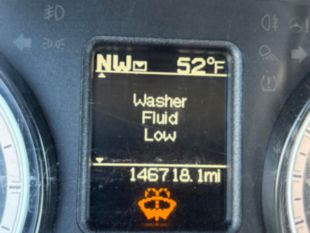 NW 52°F
Washer
Fluid
Low
146718.1mi